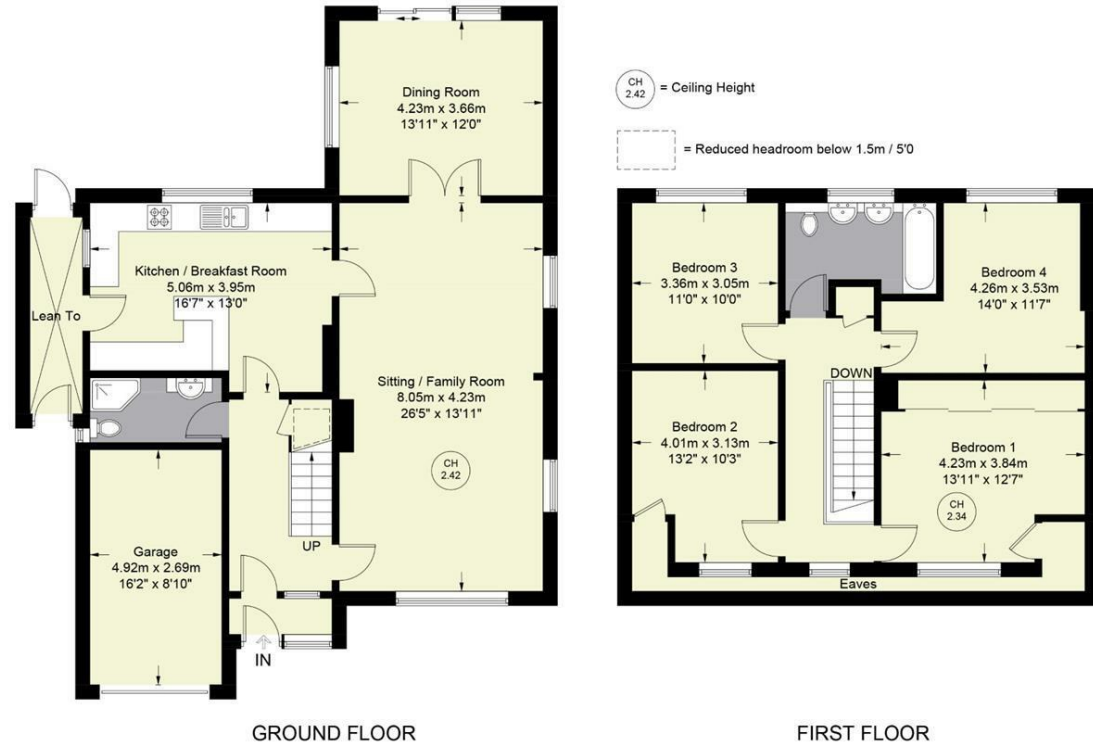 Dining Room
4.23m x 3.66m
13'11" x 12'0"
CH
2.42
= Ceiling Height
= Reduced headroom below 1.5m / 5'0
Kitchen / Breakfast Room
5.06m x 3.95m
16'7" x 13'0"
Lean To
Sitting / Family Room
8.05m x 4.23m
26'5" x 13'11"
CH
2.42
UP
Garage
4.92m x 2.69m
16'2" x 8'10"
IN
GROUND FLOOR
Bedroom 3
3.36m x 3.05m
11'0" x 10'0"
Bedroom 4
4.26m x 3.53m
14'0" x 11'7"
DOWN
Bedroom 2
4.01m x 3.13m
13'2" x 10'3"
Bedroom 1
4.23m x 3.84m
13'11" x 12'7"
CH
2.34
Eaves
FIRST FLOOR